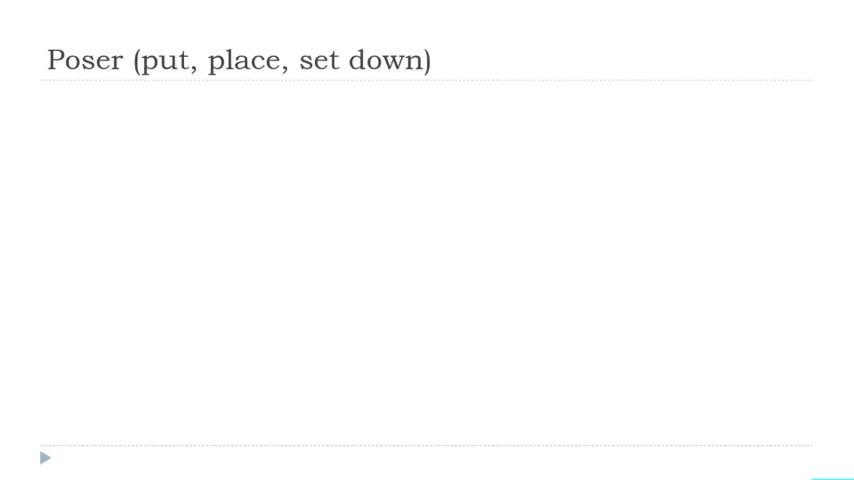 Poser (put, place, set down)